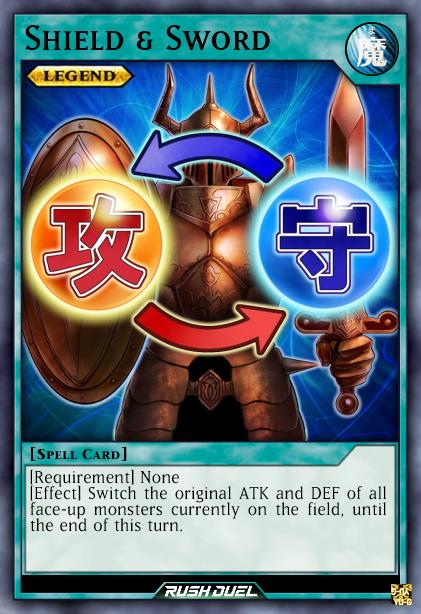 Shield & Sword
ま
魔
LEGEND
攻
守
[Spell Card]
[Requirement] None
[Effect] Switch the original ATK and DEF of all
face-up monsters currently on the field, until
the end of this turn.
RUSH DUEL